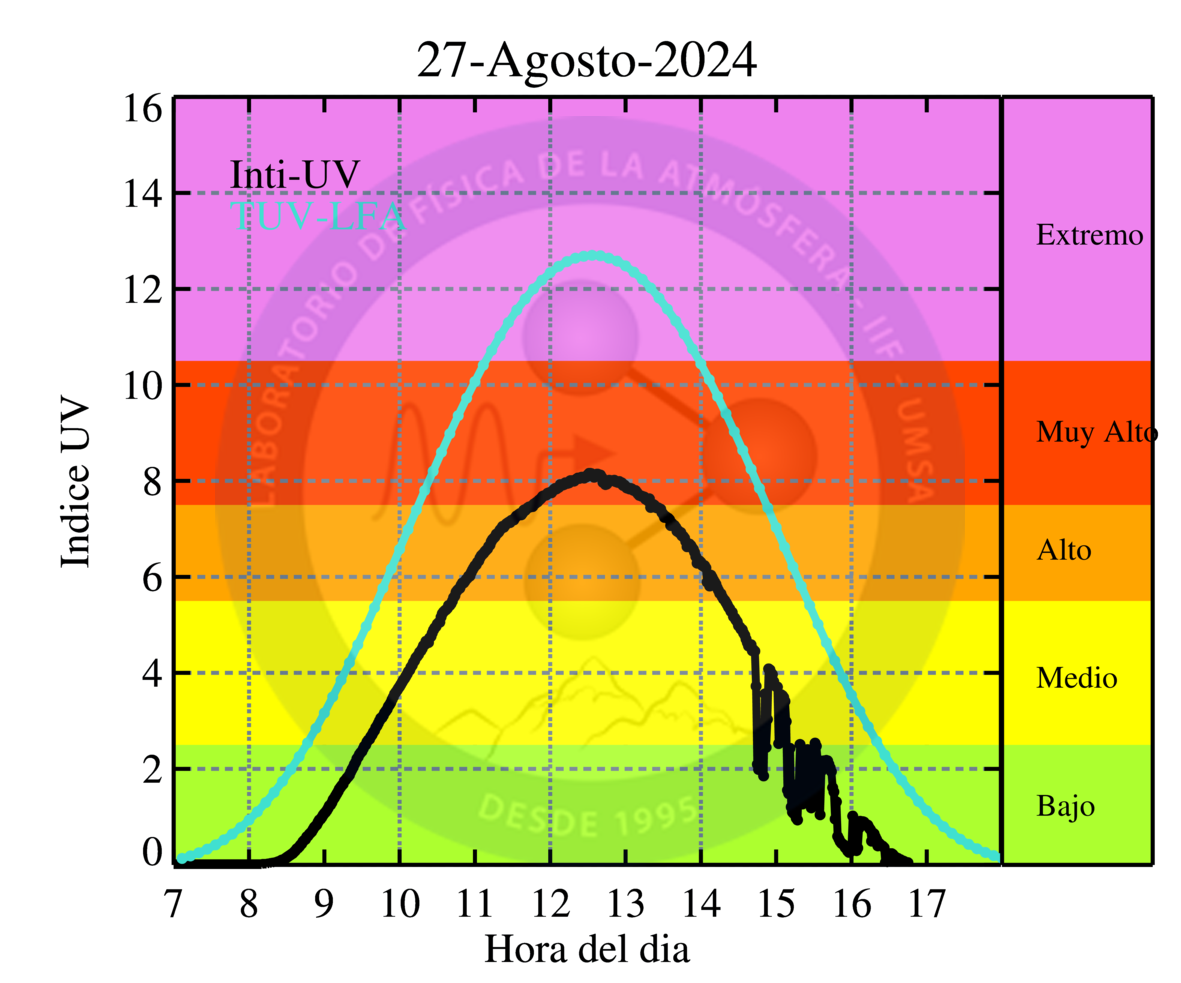 27-Agosto-2024
Inti-UV
TUV-LFA
LABORATORIO DE FÍSICA DE LA ATMÓSFERA - IIF - UMSA
DESDE 1995
Indice UV
16
14
12
10
8
6
4
2
0
Extremo
Muy Alto
Alto
Medio
Bajo
7 8 9 10 11 12 13 14 15 16 17
Hora del dia